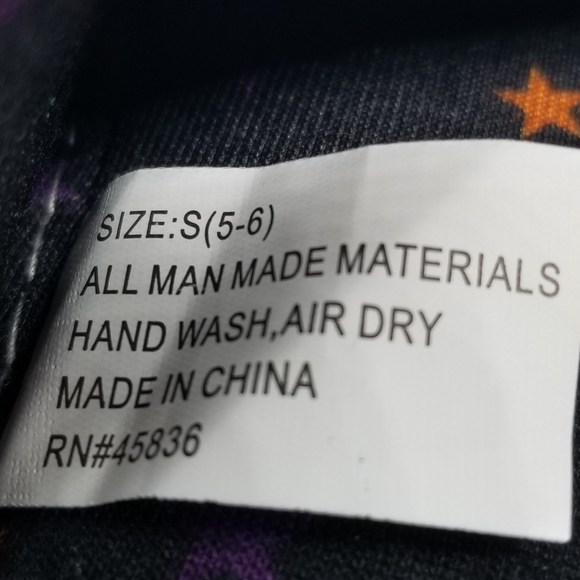 SIZE:S(5-6)
ALL MAN MADE MATERIALS
HAND WASH,AIR DRY
MADE IN CHINA
RN#45836